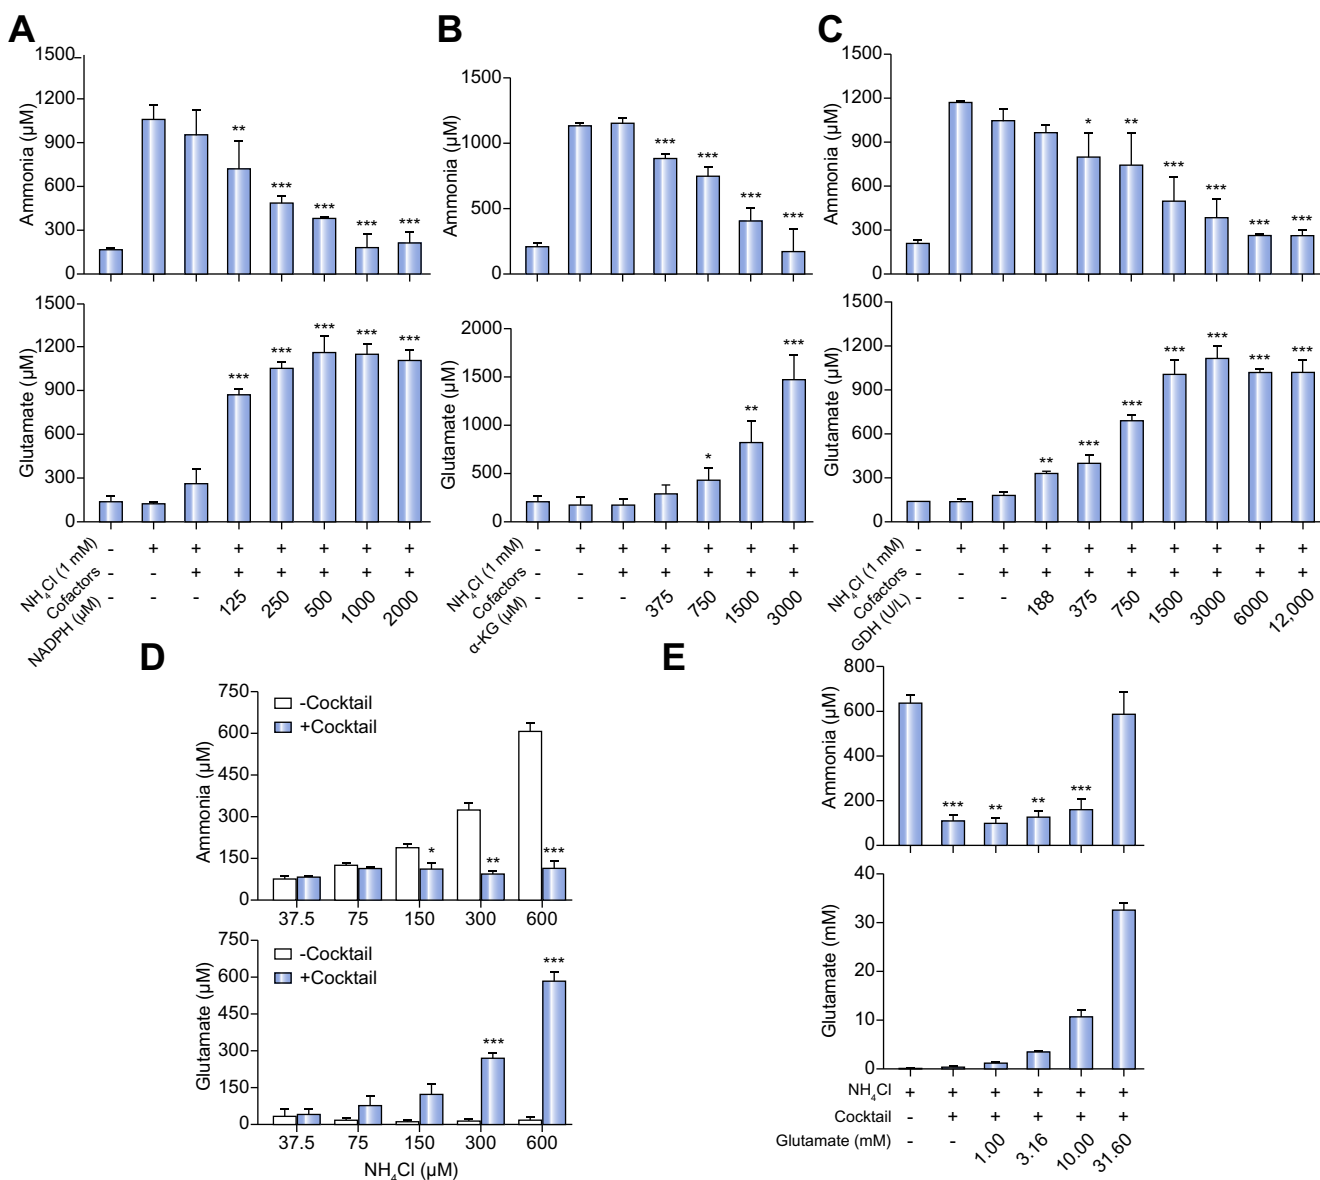 A
B
C
1500
1200
900
600
300
0
Ammonia (µM)
**
***
***
***
***
1500
1000
500
0
Ammonia (µM)
***
***
***
***
1500
1200
900
600
300
0
Ammonia (µM)
*
**
***
***
***
***
1500
1200
900
600
300
0
Glutamate (µM)
***
***
***
***
***
2000
1500
1000
500
0
Glutamate (µM)
*
**
***
1500
1200
900
600
300
0
Glutamate (µM)
**
***
***
***
***
***
***
NH₄Cl (1 mM) - + + + + + + +
Cofactors - - + + + + + +
NADPH (µM) - - - 125 250 500 1000 2000
NH₄Cl (1 mM) - + + + + + +
Cofactors - - + + + + +
α-KG (µM) - - - 375 750 1500 3000
NH₄Cl (1 mM) - + + + + + + + + +
Cofactors - - + + + + + + + +
GDH (U/L) - - - 188 375 750 1500 3000 6000 12,000
D
750
600
450
300
150
0
Ammonia (µM)
-Cocktail
+Cocktail
*
**
***
37.5 75 150 300 600
750
600
450
300
150
0
Glutamate (µM)
-Cocktail
+Cocktail
***
***
37.5 75 150 300 600
NH₄Cl (µM)
E
800
600
400
200
0
Ammonia (µM)
***
**
**
***
40
30
20
10
0
Glutamate (mM)
NH₄Cl + + + + + +
Cocktail - + + + + +
Glutamate (mM) - - 1.00 3.16 10.00 31.60